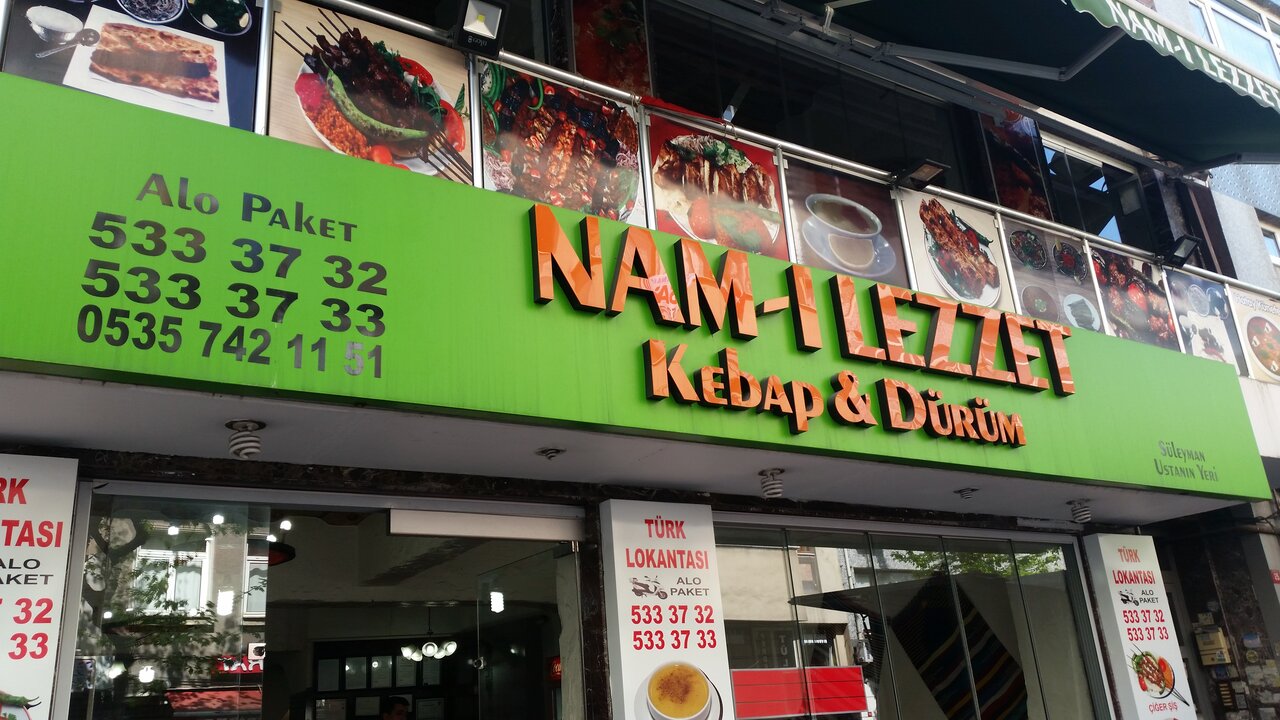 NAM-I LEZZET
Alo Paket
533 37 32
533 37 33
0535 742 11 51
NAM-I LEZZET
Kebap & Dürüm
Süleyman
Ustanın Yeri
RK
TASI
ALO
AKET
7 32
33
TÜRK
LOKANTASI
ALO
PAKET
533 37 32
533 37 33
TÜRK
LOKANTASI
ALO
PAKET
533 37 32
533 37 33
ÇİĞER ŞİŞ